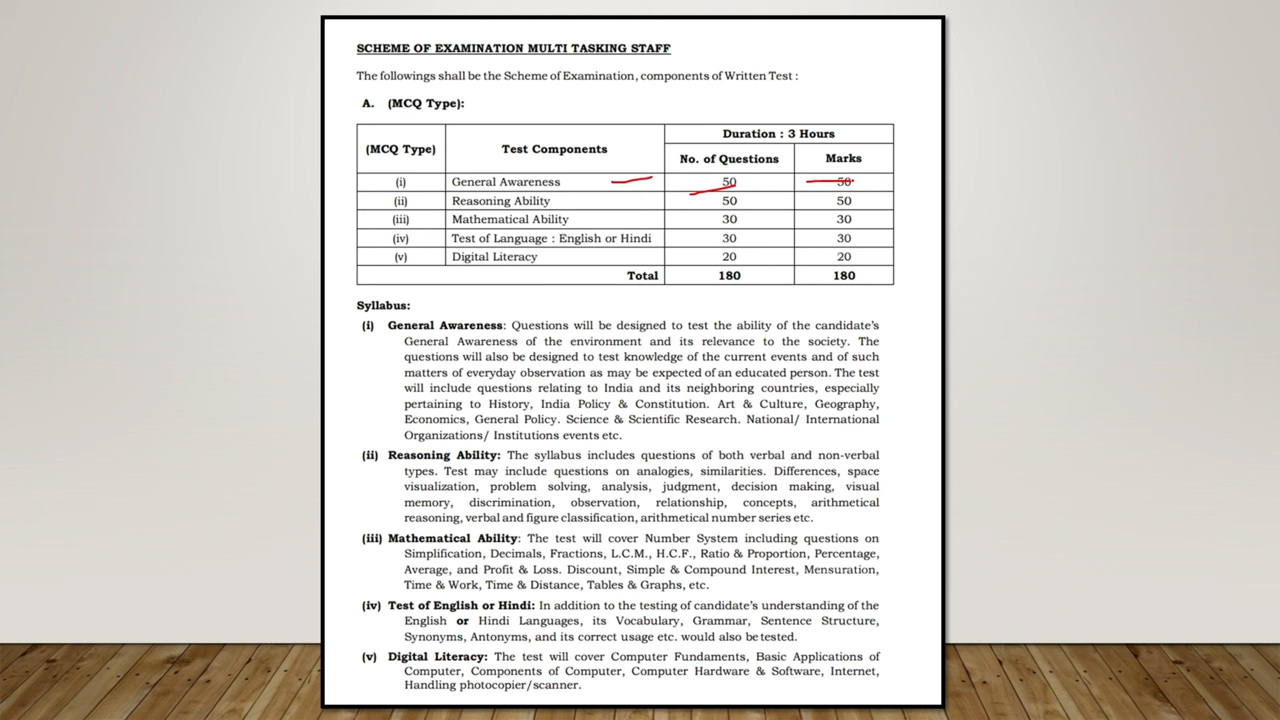 SCHEME OF EXAMINATION MULTI TASKING STAFF
The followings shall be the Scheme of Examination, components of Written Test :
A. (MCQ Type):
(MCQ Type) Test Components Duration : 3 Hours
No. of Questions Marks
(i) General Awareness 50 50
(ii) Reasoning Ability 50 50
(iii) Mathematical Ability 30 30
(iv) Test of Language : English or Hindi 30 30
(v) Digital Literacy 20 20
Total 180 180
Syllabus:
(i) General Awareness: Questions will be designed to test the ability of the candidate's
General Awareness of the environment and its relevance to the society. The
questions will also be designed to test knowledge of the current events and of such
matters of everyday observation as may be expected of an educated person. The test
will include questions relating to India and its neighboring countries, especially
pertaining to History, India Policy & Constitution. Art & Culture, Geography,
Economics, General Policy. Science & Scientific Research. National/ International
Organizations/ Institutions events etc.
(ii) Reasoning Ability: The syllabus includes questions of both verbal and non-verbal
types. Test may include questions on analogies, similarities. Differences, space
visualization, problem solving, analysis, judgment, decision making, visual
memory, discrimination, observation, relationship, concepts, arithmetical
reasoning, verbal and figure classification, arithmetical number series etc.
(iii) Mathematical Ability: The test will cover Number System including questions on
Simplification, Decimals, Fractions, L.C.M., H.C.F., Ratio & Proportion, Percentage,
Average, and Profit & Loss. Discount, Simple & Compound Interest, Mensuration,
Time & Work, Time & Distance, Tables & Graphs, etc.
(iv) Test of English or Hindi: In addition to the testing of candidate's understanding of the
English or Hindi Languages, its Vocabulary, Grammar, Sentence Structure,
Synonyms, Antonyms, and its correct usage etc. would also be tested.
(v) Digital Literacy: The test will cover Computer Fundaments, Basic Applications of
Computer, Components of Computer, Computer Hardware & Software, Internet,
Handling photocopier/scanner.